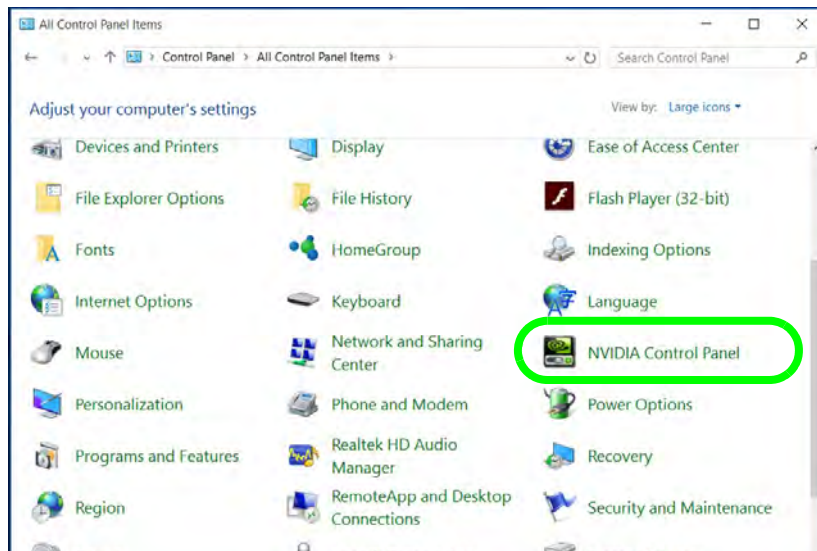 All Control Panel Items
Control Panel > All Control Panel Items >
Search Control Panel
Adjust your computer's settings
View by: Large icons
Devices and Printers
Display
Ease of Access Center
File Explorer Options
File History
Flash Player (32-bit)
Fonts
HomeGroup
Indexing Options
Internet Options
Keyboard
Language
Mouse
Network and Sharing
Center
NVIDIA Control Panel
Personalization
Phone and Modem
Power Options
Programs and Features
Realtek HD Audio
Manager
Recovery
Region
RemoteApp and Desktop
Connections
Security and Maintenance